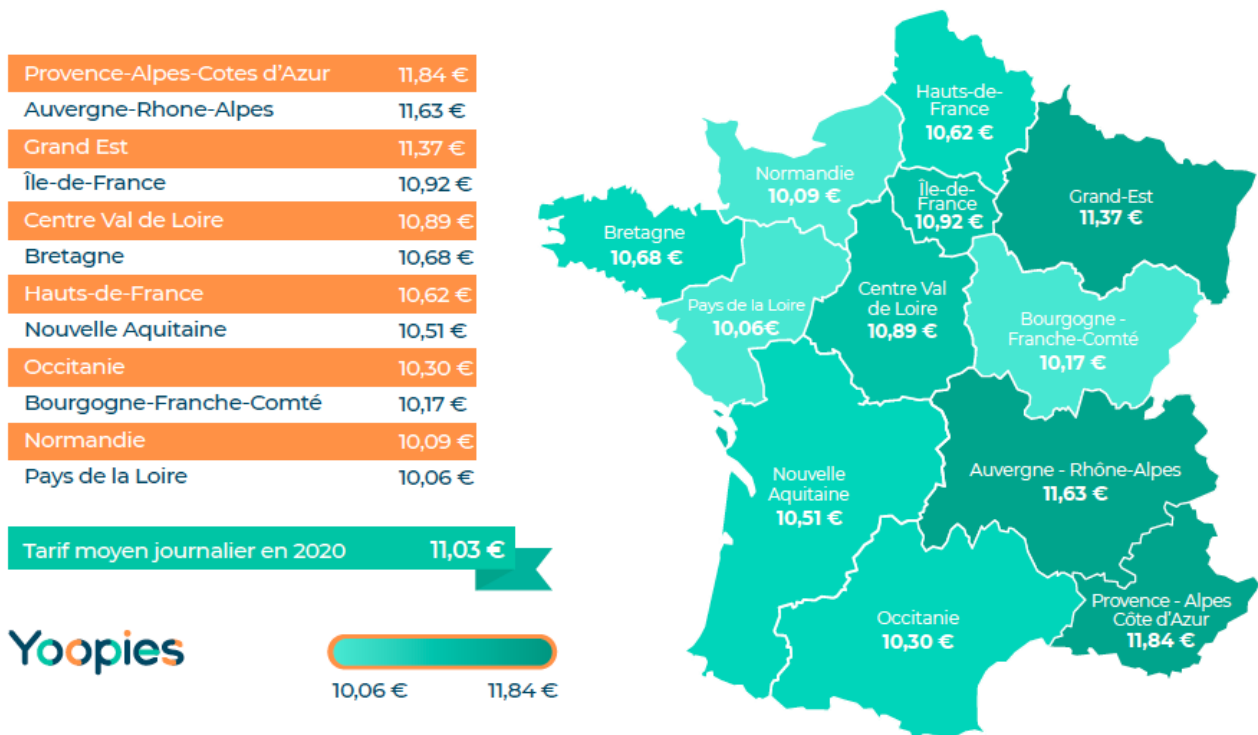 Provence-Alpes-Cotes d'Azur 11,84 €
Auvergne-Rhone-Alpes 11,63 €
Grand Est 11,37 €
Île-de-France 10,92 €
Centre Val de Loire 10,89 €
Bretagne 10,68 €
Hauts-de-France 10,62 €
Nouvelle Aquitaine 10,51 €
Occitanie 10,30 €
Bourgogne-Franche-Comté 10,17 €
Normandie 10,09 €
Pays de la Loire 10,06 €
Tarif moyen journalier en 2020 11,03 €
Yoopies
10,06 € 11,84 €
Hauts-de-
France
10,62 €
Normandie
10,09 €
Île-de-
France
10,92 €
Grand-Est
11,37 €
Bretagne
10,68 €
Pays de la Loire
10,06€
Centre Val
de Loire
10,89 €
Bourgogne -
Franche-Comté
10,17 €
Nouvelle
Aquitaine
10,51 €
Auvergne - Rhône-Alpes
11,63 €
Occitanie
10,30 €
Provence - Alpes
Côte d'Azur
11,84 €